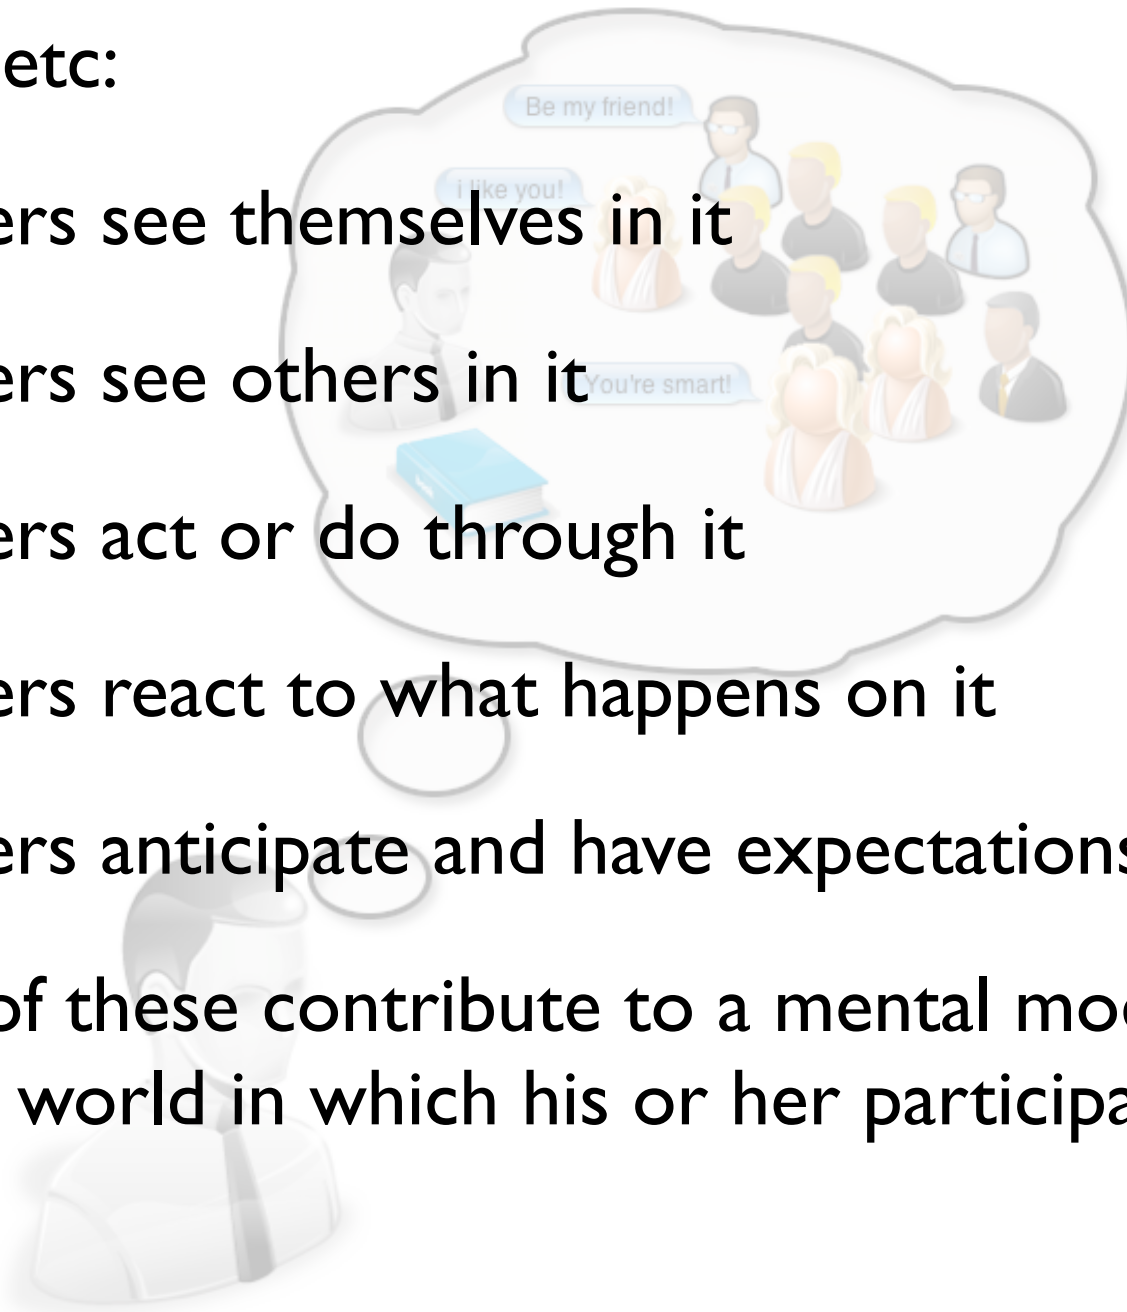 etc:
Be my friend!
i like you!
ers see themselves in it
ers see others in it
You're smart!
ers act or do through it
ers react to what happens on it
ers anticipate and have expectations
of these contribute to a mental mo
world in which his or her participa